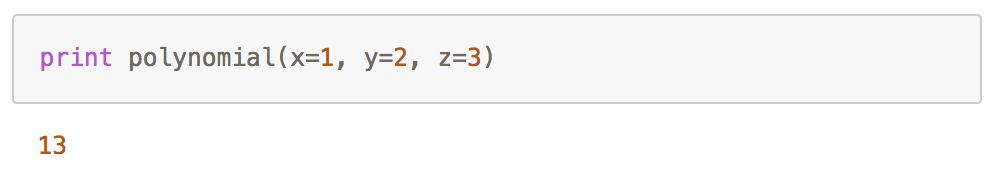 print polynomial(x=1, y=2, z=3)
13